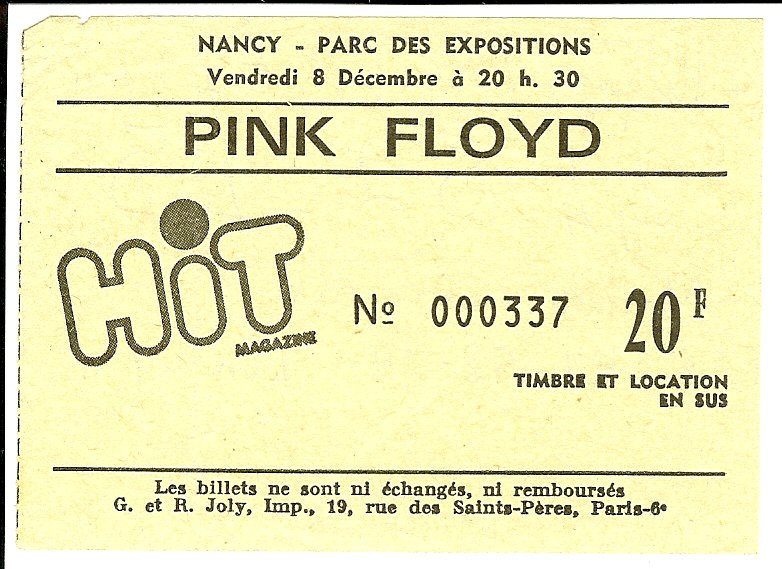 NANCY - PARC DES EXPOSITIONS
Vendredi 8 Décembre à 20 h. 30
PINK FLOYD
HiT
MAGAZINE
Nº 000337 20 F
TIMBRE ET LOCATION
EN SUS
Les billets ne sont ni échangés, ni remboursés
G. et R. Joly, Imp., 19, rue des Saints-Pères, Paris-6ᵉ